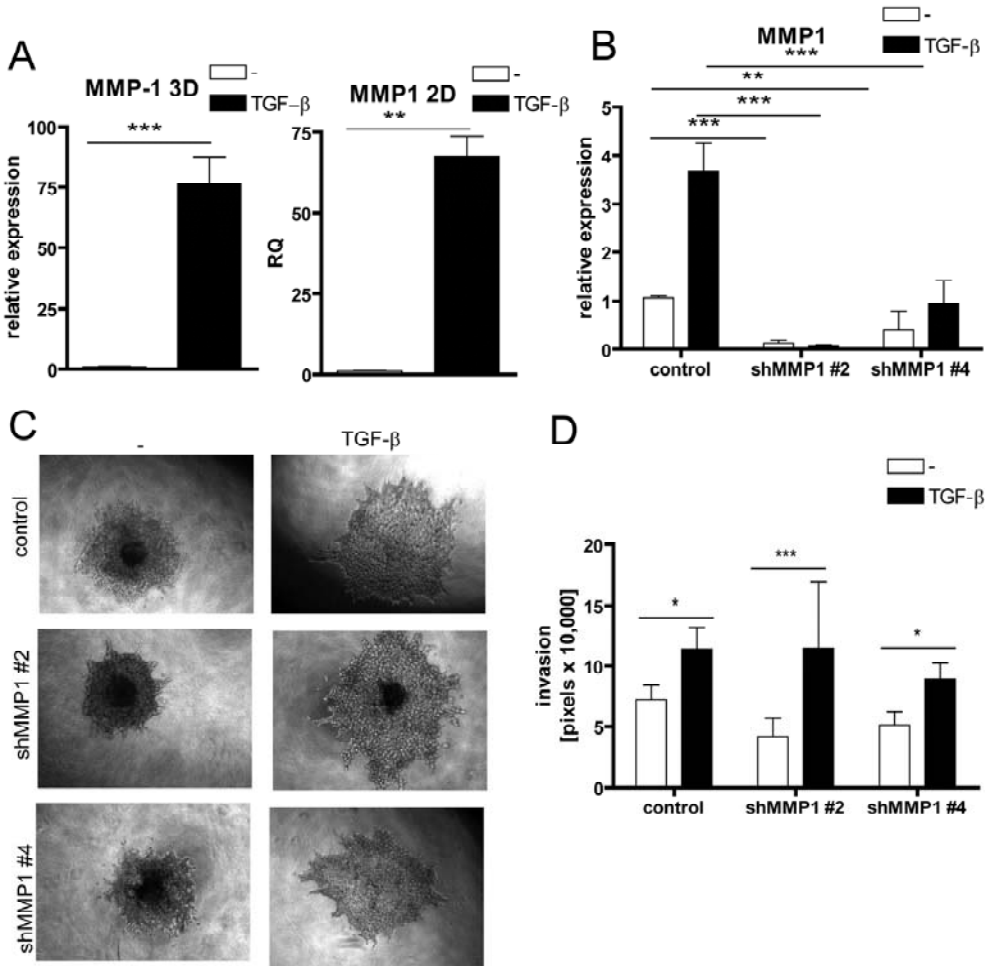 A
MMP-1 3D
-
TGF-β
***
100
75
50
25
0
relative expression
MMP1 2D
-
TGF-β
**
75
50
25
0
RQ
B
MMP1
-
TGF-β
***
**
***
***
5
4
3
2
1
0
relative expression
control
shMMP1 #2
shMMP1 #4
C
-
TGF-β
control
shMMP1 #2
shMMP1 #4
D
-
TGF-β
20
15
10
5
0
invasion
[pixels x 10,000]
*
***
*
control
shMMP1 #2
shMMP1 #4